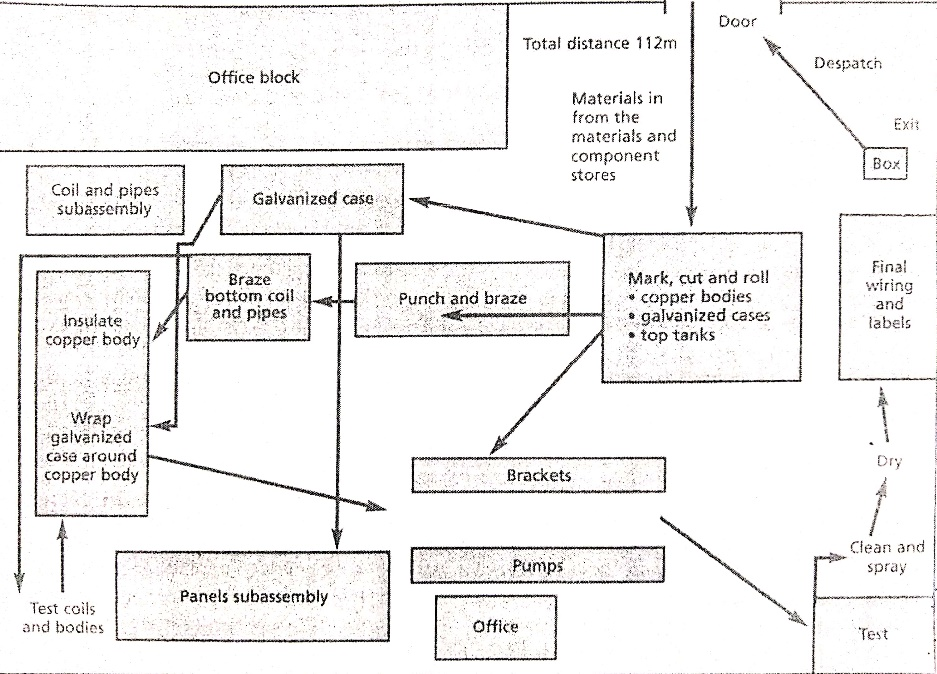 Door
Total distance 112m
Despatch
Office block
Materials in
from the
materials and
component
stores
Exit
Box
Coil and pipes
subassembly
Galvanized case
Mark, cut and roll
• copper bodies
• galvanized cases
• top tanks
Final
wiring
and
labels
Braze
bottom coil
and pipes
Punch and braze
Insulate
copper body
Wrap
galvanized
case around
copper body
Brackets
Dry
Clean and
spray
Pumps
Panels subassembly
Test coils
and bodies
Office
Test